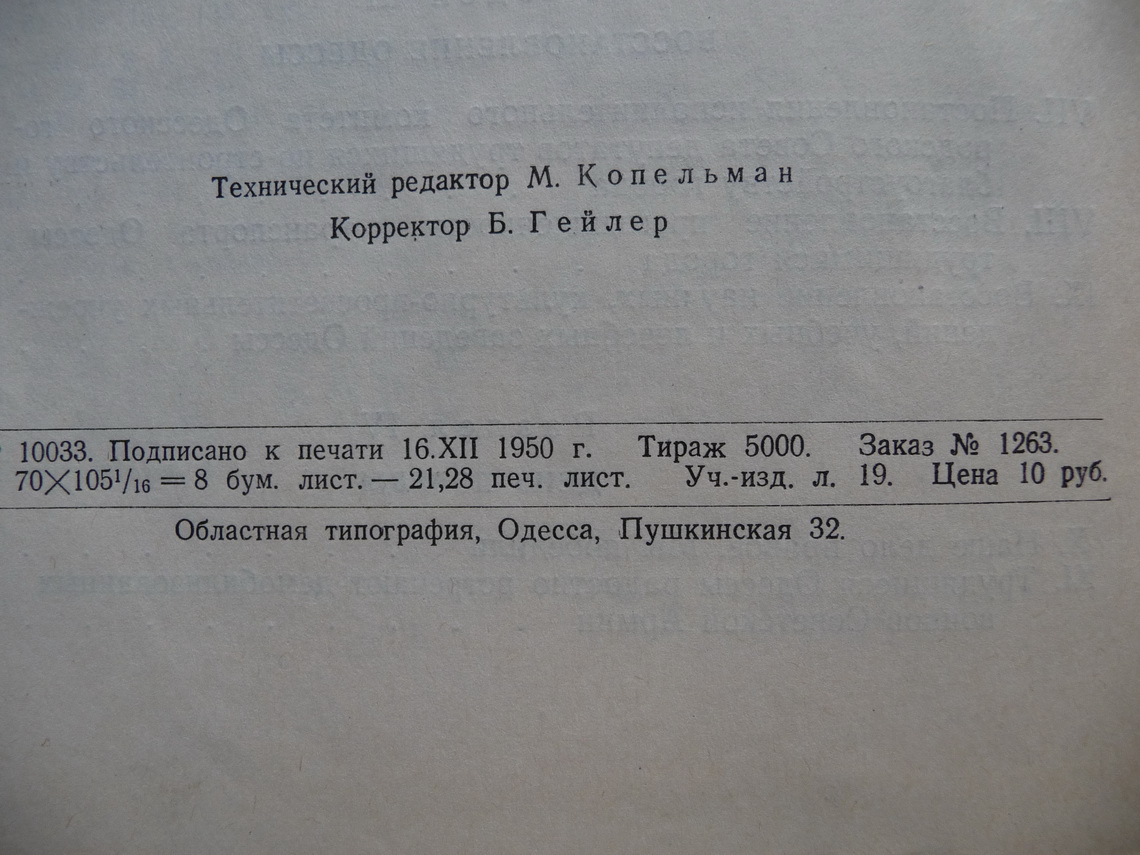 Технический редактор М. Копельман
Корректор Б. Гейлер
10033. Подписано к печати 16.XII 1950 г. Тираж 5000. Заказ № 1263.
70×105¹/₁₆ = 8 бум. лист. — 21,28 печ. лист. Уч.-изд. л. 19. Цена 10 руб.
Областная типография, Одесса, Пушкинская 32.